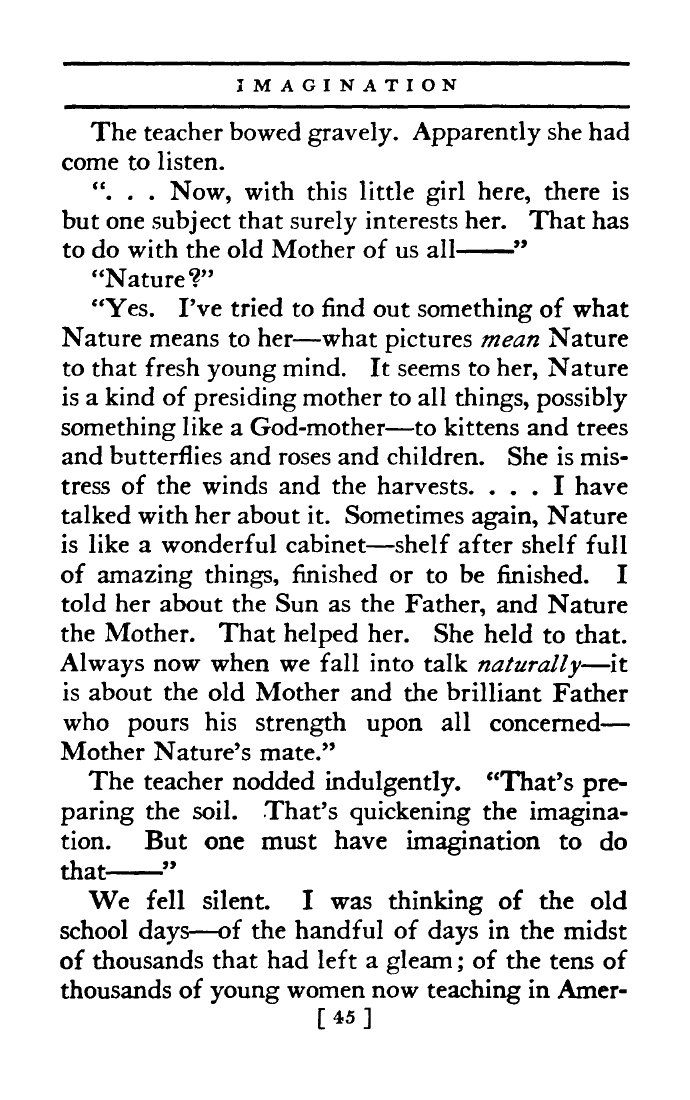 IMAGINATION
The teacher bowed gravely. Apparently she had
come to listen.
“. . . Now, with this little girl here, there is
but one subject that surely interests her. That has
to do with the old Mother of us all——”
“Nature?”
“Yes. I've tried to find out something of what
Nature means to her—what pictures mean Nature
to that fresh young mind. It seems to her, Nature
is a kind of presiding mother to all things, possibly
something like a God-mother—to kittens and trees
and butterflies and roses and children. She is mis-
tress of the winds and the harvests. . . . I have
talked with her about it. Sometimes again, Nature
is like a wonderful cabinet—shelf after shelf full
of amazing things, finished or to be finished. I
told her about the Sun as the Father, and Nature
the Mother. That helped her. She held to that.
Always now when we fall into talk naturally—it
is about the old Mother and the brilliant Father
who pours his strength upon all concerned—
Mother Nature's mate.”
The teacher nodded indulgently. “That's pre-
paring the soil. That's quickening the imagina-
tion. But one must have imagination to do
that——”
We fell silent. I was thinking of the old
school days—of the handful of days in the midst
of thousands that had left a gleam; of the tens of
thousands of young women now teaching in Amer-
[ 45 ]